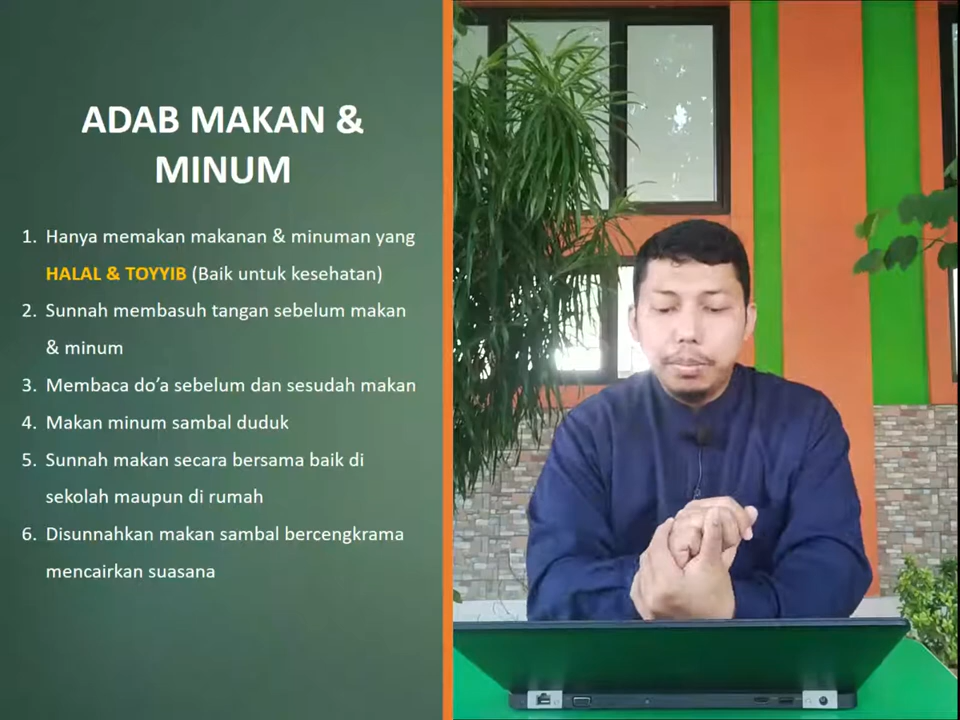 ADAB MAKAN &
MINUM
1. Hanya memakan makanan & minuman yang
HALAL & TOYYIB (Baik untuk kesehatan)
2. Sunnah membasuh tangan sebelum makan
& minum
3. Membaca do’a sebelum dan sesudah makan
4. Makan minum sambal duduk
5. Sunnah makan secara bersama baik di
sekolah maupun di rumah
6. Disunnahkan makan sambal bercengkrama
mencairkan suasana